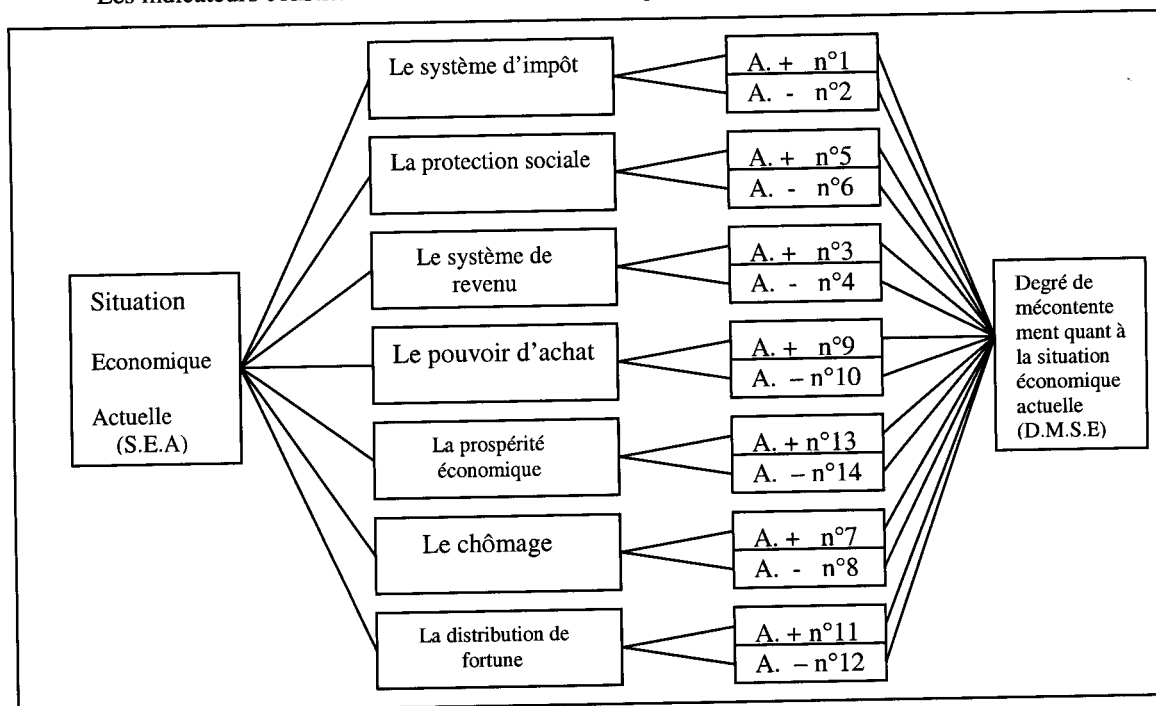 Les indicateurs
Situation
Economique
Actuelle
(S.E.A)
Le système d'impôt
La protection sociale
Le système de
revenu
Le pouvoir d'achat
La prospérité
économique
Le chômage
La distribution de
fortune
A. + n°1
A. - n°2
A. + n°5
A. - n°6
A. + n°3
A. - n°4
A. + n°9
A. – n°10
A. + n°13
A. – n°14
A. + n°7
A. - n°8
A. + n°11
A. – n°12
Degré de
mécontente
ment quant à
la situation
économique
actuelle
(D.M.S.E)